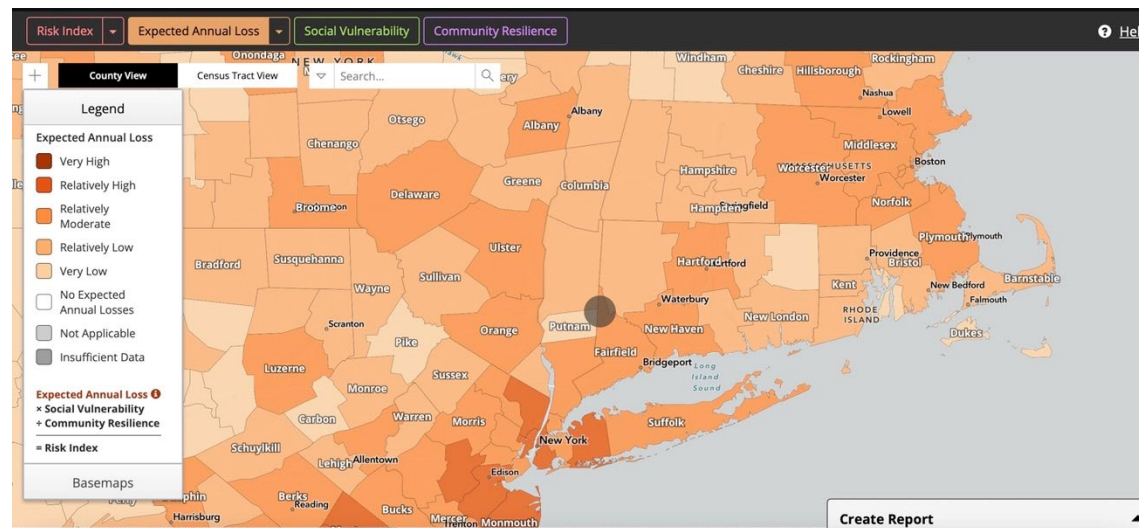 Risk Index
Expected Annual Loss
Social Vulnerability
Community Resilience
Hel
County View
Census Tract View
Search...
Legend
Expected Annual Loss
Very High
Relatively High
Relatively
Moderate
Relatively Low
Very Low
No Expected
Annual Losses
Not Applicable
Insufficient Data
Expected Annual Loss
× Social Vulnerability
÷ Community Resilience
= Risk Index
Basemaps
Onondaga
NEW YORK
Windham
Cheshire
Hillsborough
Rockingham
Nashua
Lowell
Otsego
Albany
Albany
Middlesex
Chenango
Boston
MASSACHUSETTS
Worcester
Worcester
Hampshire
Greene
Columbia
Delaware
Broome
Hampden
Norfolk
Ulster
Plymouth
Hartford
Providence
Bristol
Bradford
Susquehanna
Sullivan
Wayne
Kent
New Bedford
Barnstable
Falmouth
Waterbury
RHODE
ISLAND
Scranton
Orange
Putnam
New Haven
New London
Dukes
Pike
Fairfield
Bridgeport
Long
Island
Sound
Luzerne
Sussex
Monroe
Carbon
Warren
Morris
Suffolk
New York
Schuylkill
Lehigh
Allentown
Edison
Berks
Reading
Bucks
Mercer
Monmouth
Harrisburg
Create Report